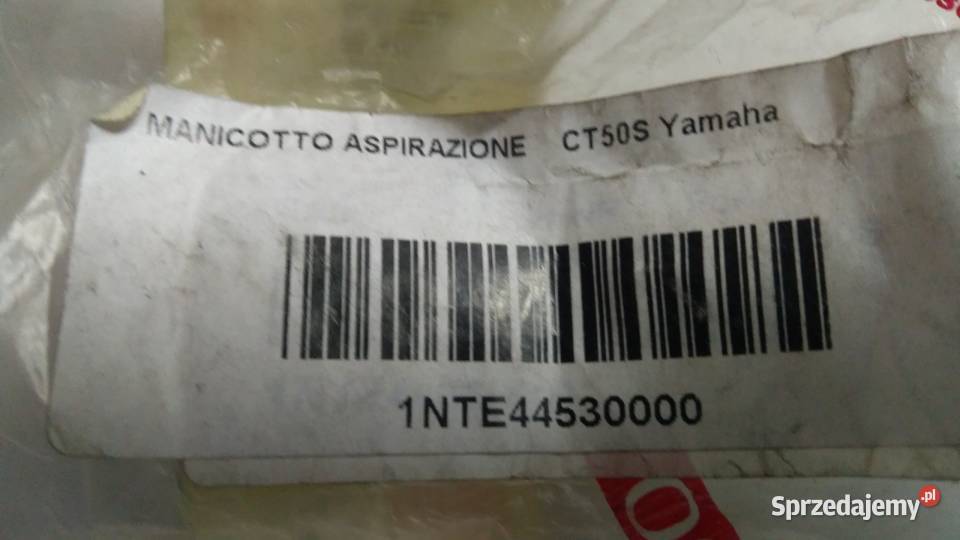 MANICOTTO ASPIRAZIONE CT50S Yamaha
1NTE44530000
Sprzedajemy.pl